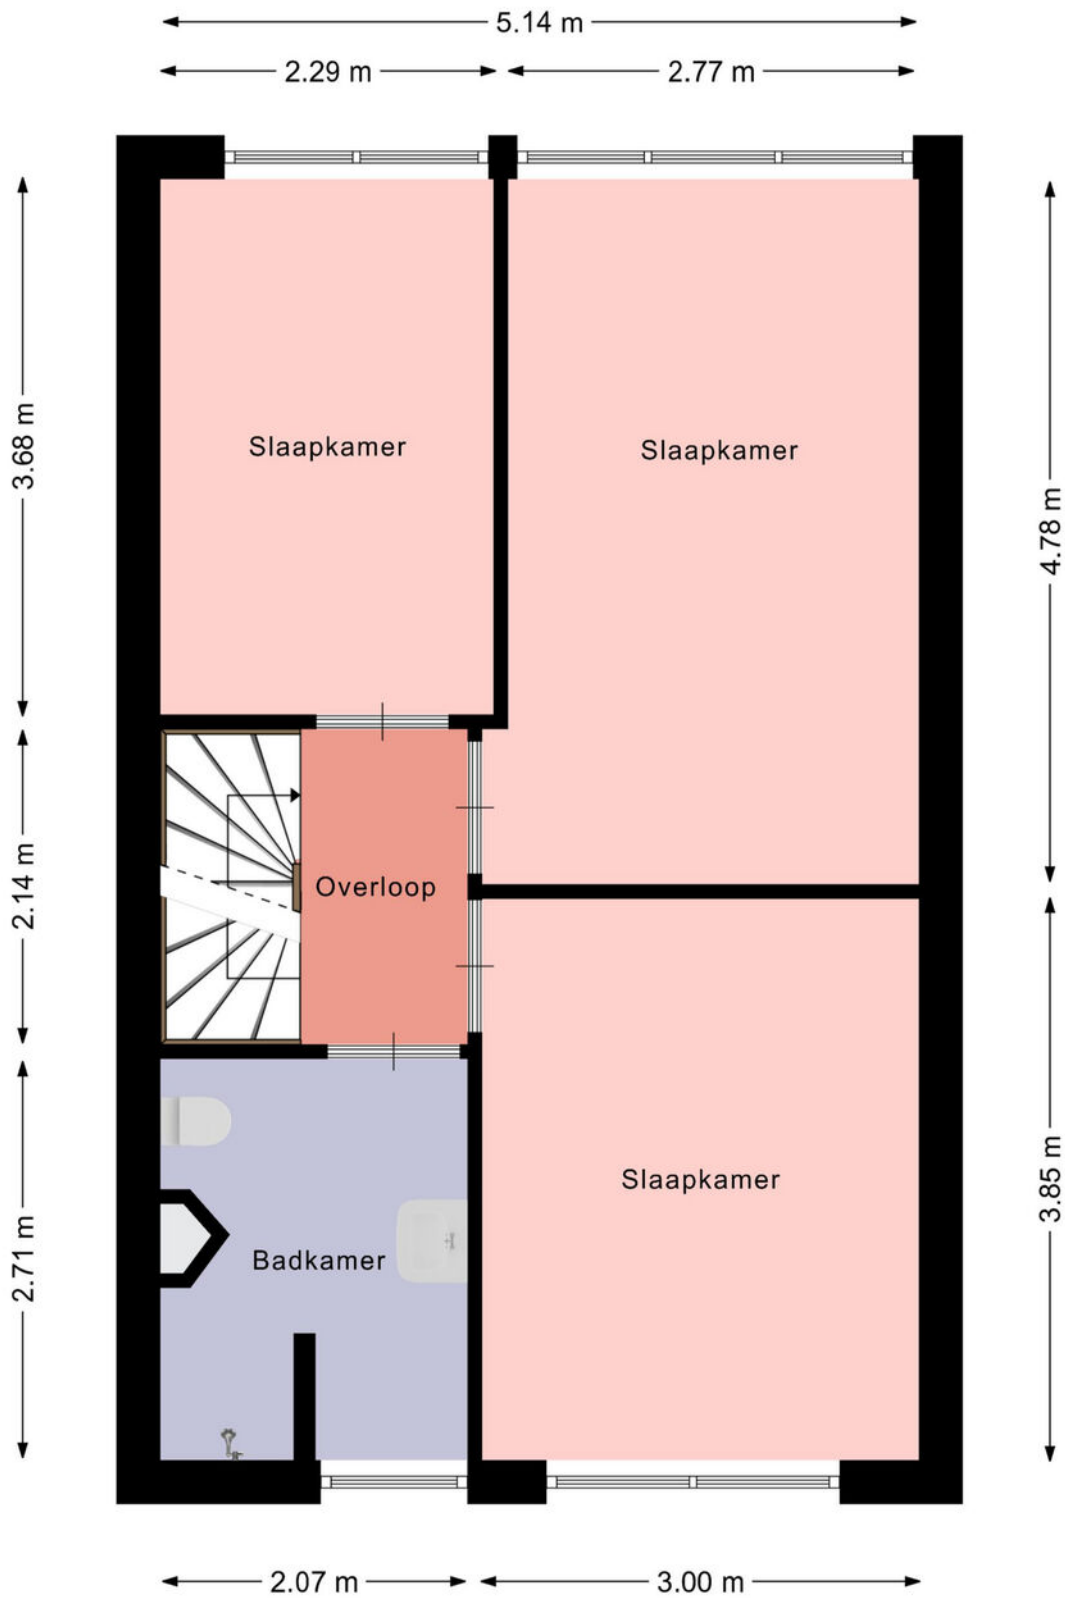 5.14 m
2.29 m
2.77 m
3.68 m
Slaapkamer
Slaapkamer
4.78 m
2.14 m
Overloop
Slaapkamer
3.85 m
2.71 m
Badkamer
2.07 m
3.00 m